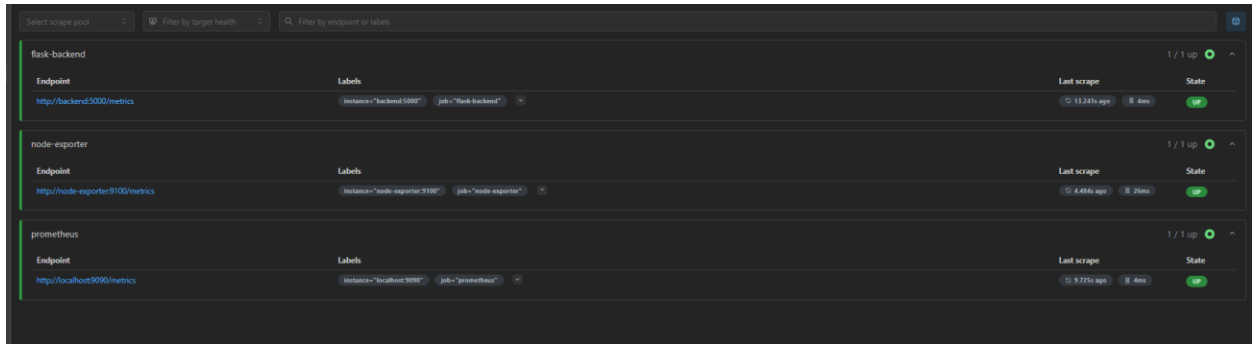 Select scrape pool Filter by target health Filter by endpoint or labels
flask-backend 1 / 1 up
Endpoint Labels Last scrape State
http://backend:5000/metrics instance="backend:5000" job="flask-backend" 13.241s ago 4ms UP
node-exporter 1 / 1 up
Endpoint Labels Last scrape State
http://node-exporter:9100/metrics instance="node-exporter:9100" job="node-exporter" 4.484s ago 26ms UP
prometheus 1 / 1 up
Endpoint Labels Last scrape State
http://localhost:9090/metrics instance="localhost:9090" job="prometheus" 9.725s ago 4ms UP